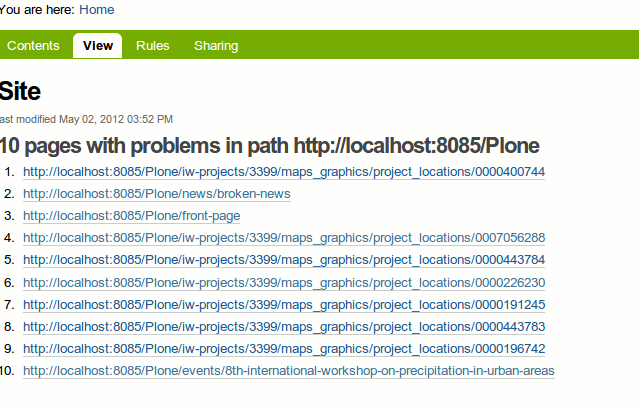 You are here: Home
Contents View Rules Sharing
Site
last modified May 02, 2012 03:52 PM
10 pages with problems in path http://localhost:8085/Plone
1. http://localhost:8085/Plone/iw-projects/3399/maps_graphics/project_locations/0000400744
2. http://localhost:8085/Plone/news/broken-news
3. http://localhost:8085/Plone/front-page
4. http://localhost:8085/Plone/iw-projects/3399/maps_graphics/project_locations/0007056288
5. http://localhost:8085/Plone/iw-projects/3399/maps_graphics/project_locations/0000443784
6. http://localhost:8085/Plone/iw-projects/3399/maps_graphics/project_locations/0000226230
7. http://localhost:8085/Plone/iw-projects/3399/maps_graphics/project_locations/0000191245
8. http://localhost:8085/Plone/iw-projects/3399/maps_graphics/project_locations/0000443783
9. http://localhost:8085/Plone/iw-projects/3399/maps_graphics/project_locations/0000196742
10. http://localhost:8085/Plone/events/8th-international-workshop-on-precipitation-in-urban-areas